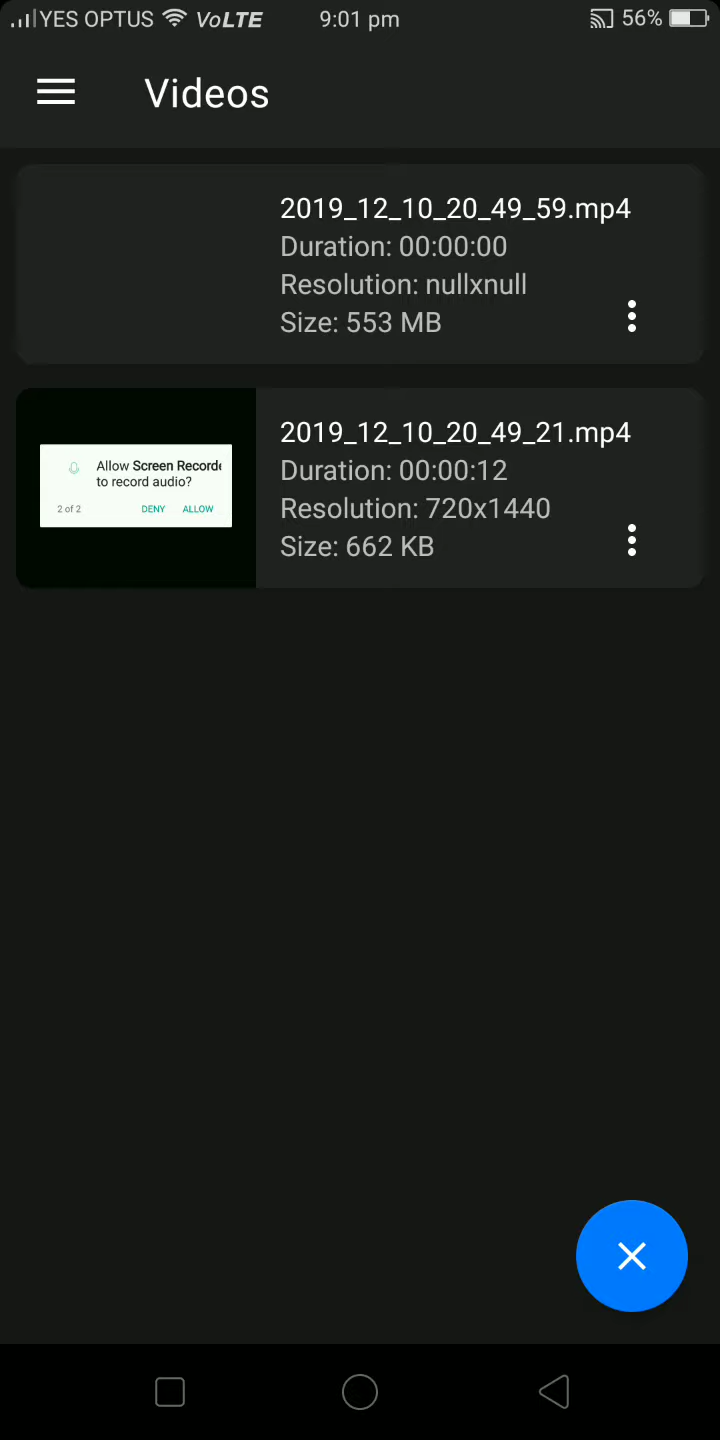 YES OPTUS VoLTE 9:01 pm 56%
Videos
2019_12_10_20_49_59.mp4
Duration: 00:00:00
Resolution: nullxnull
Size: 553 MB
Allow Screen Recorde
to record audio?
2 of 2 DENY ALLOW
2019_12_10_20_49_21.mp4
Duration: 00:00:12
Resolution: 720x1440
Size: 662 KB